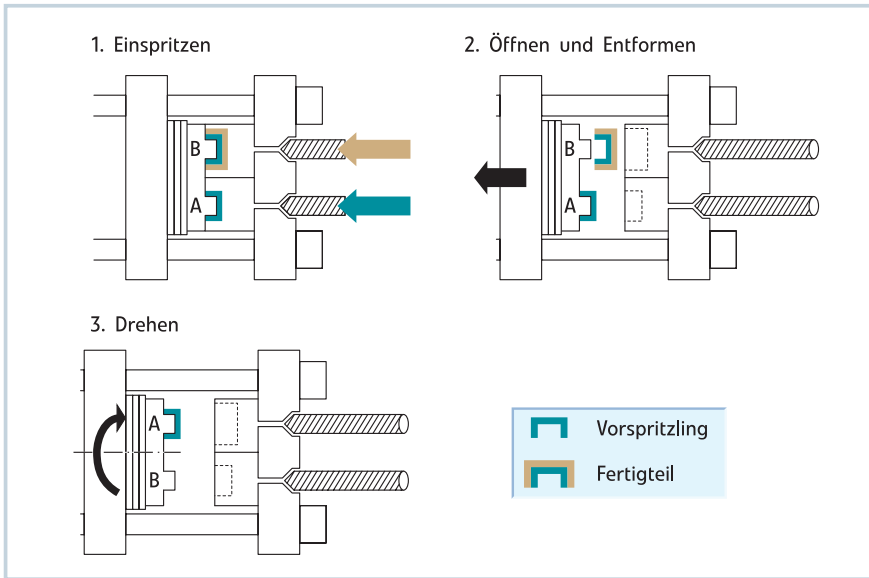 1. Einspritzen
B
A
2. Öffnen und Entformen
B
A
3. Drehen
A
B
Vorspritzling
Fertigteil